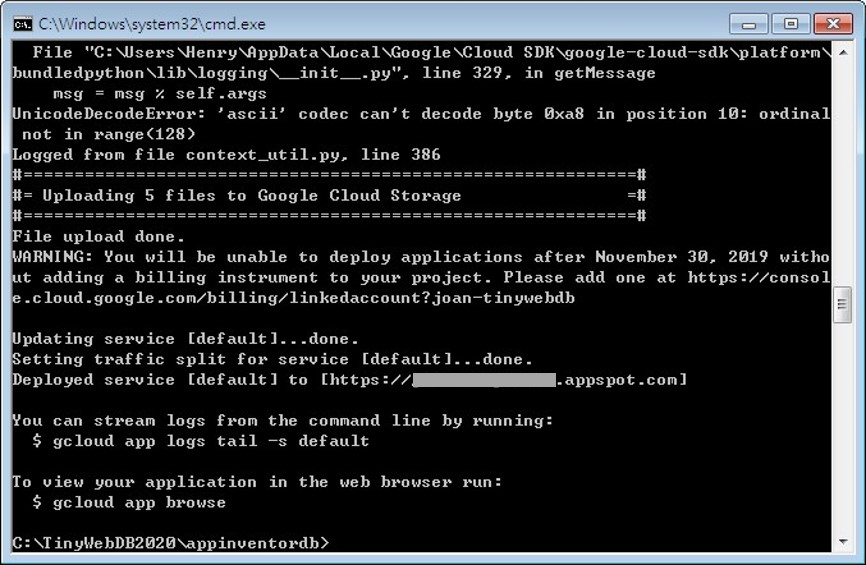 C:\Windows\system32\cmd.exe
File "C:\Users\Henry\AppData\Local\Google\Cloud SDK\google-cloud-sdk\platform\
bundledpython\lib\logging\__init__.py", line 329, in getMessage
msg = msg % self.args
UnicodeDecodeError: 'ascii' codec can't decode byte 0xa8 in position 10: ordinal
not in range(128)
Logged from file context_util.py, line 386
#============================================================#
#= Uploading 5 files to Google Cloud Storage                =#
#============================================================#
File upload done.
WARNING: You will be unable to deploy applications after November 30, 2019 witho
ut adding a billing instrument to your project. Please add one at https://consol
e.cloud.google.com/billing/linkedaccount?joan-tinywebdb
Updating service [default]...done.
Setting traffic split for service [default]...done.
Deployed service [default] to [https://.appspot.com]
You can stream logs from the command line by running:
$ gcloud app logs tail -s default
To view your application in the web browser run:
$ gcloud app browse
C:\TinyWebDB2020\appinventordb>